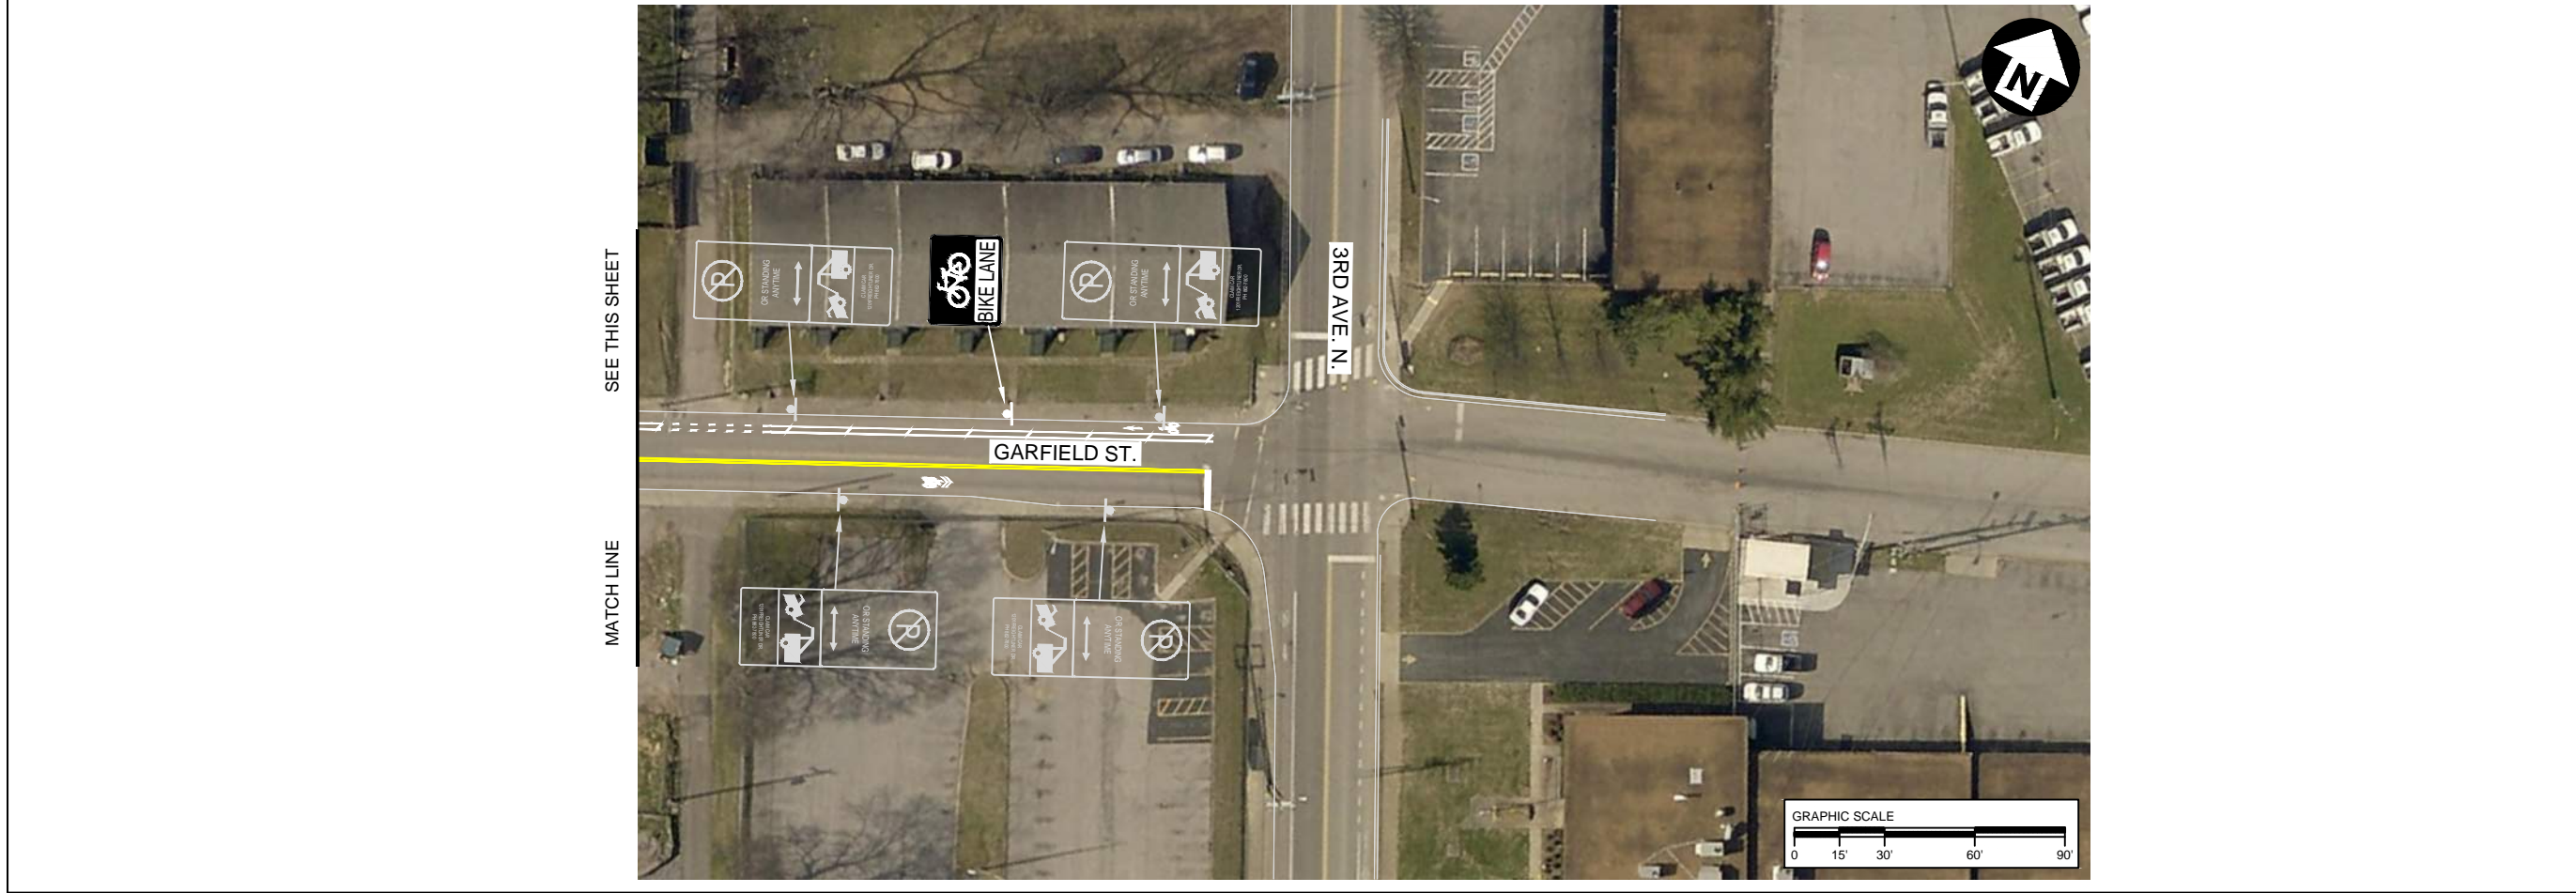 SEE THIS SHEET
MATCH LINE
P
OR STANDING
ANYTIME
BIKE LANE
P
OR STANDING
ANYTIME
3RD AVE. N.
N
GARFIELD ST.
P
OR STANDING
ANYTIME
P
OR STANDING
ANYTIME
GRAPHIC SCALE
0 15' 30' 60' 90'